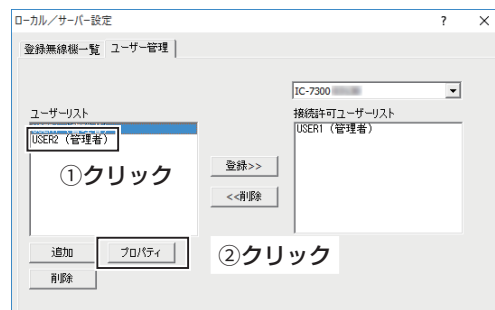 ローカル／サーバー設定 ? ×
登録無線機一覧 ユーザー管理
IC-7300
ユーザーリスト 接続許可ユーザーリスト
USER2（管理者） USER1（管理者）
①クリック
登録>>
<<削除
追加 プロパティ ②クリック
削除